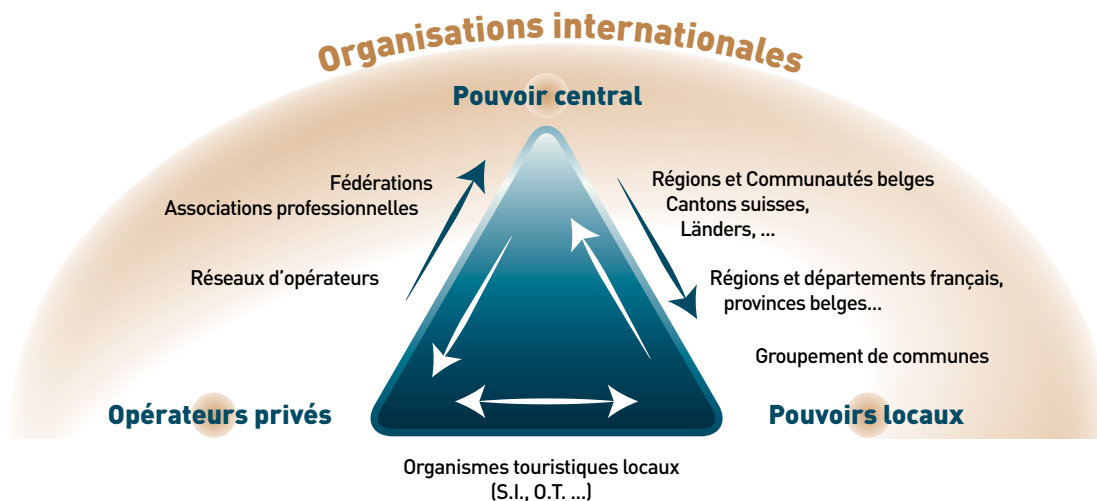 Organisations internationales
Pouvoir central
Fédérations
Associations professionnelles
Réseaux d’opérateurs
Régions et Communautés belges
Cantons suisses,
Länders, ...
Régions et départements français,
provinces belges...
Groupement de communes
Opérateurs privés
Pouvoirs locaux
Organismes touristiques locaux
(S.I., O.T. ...)